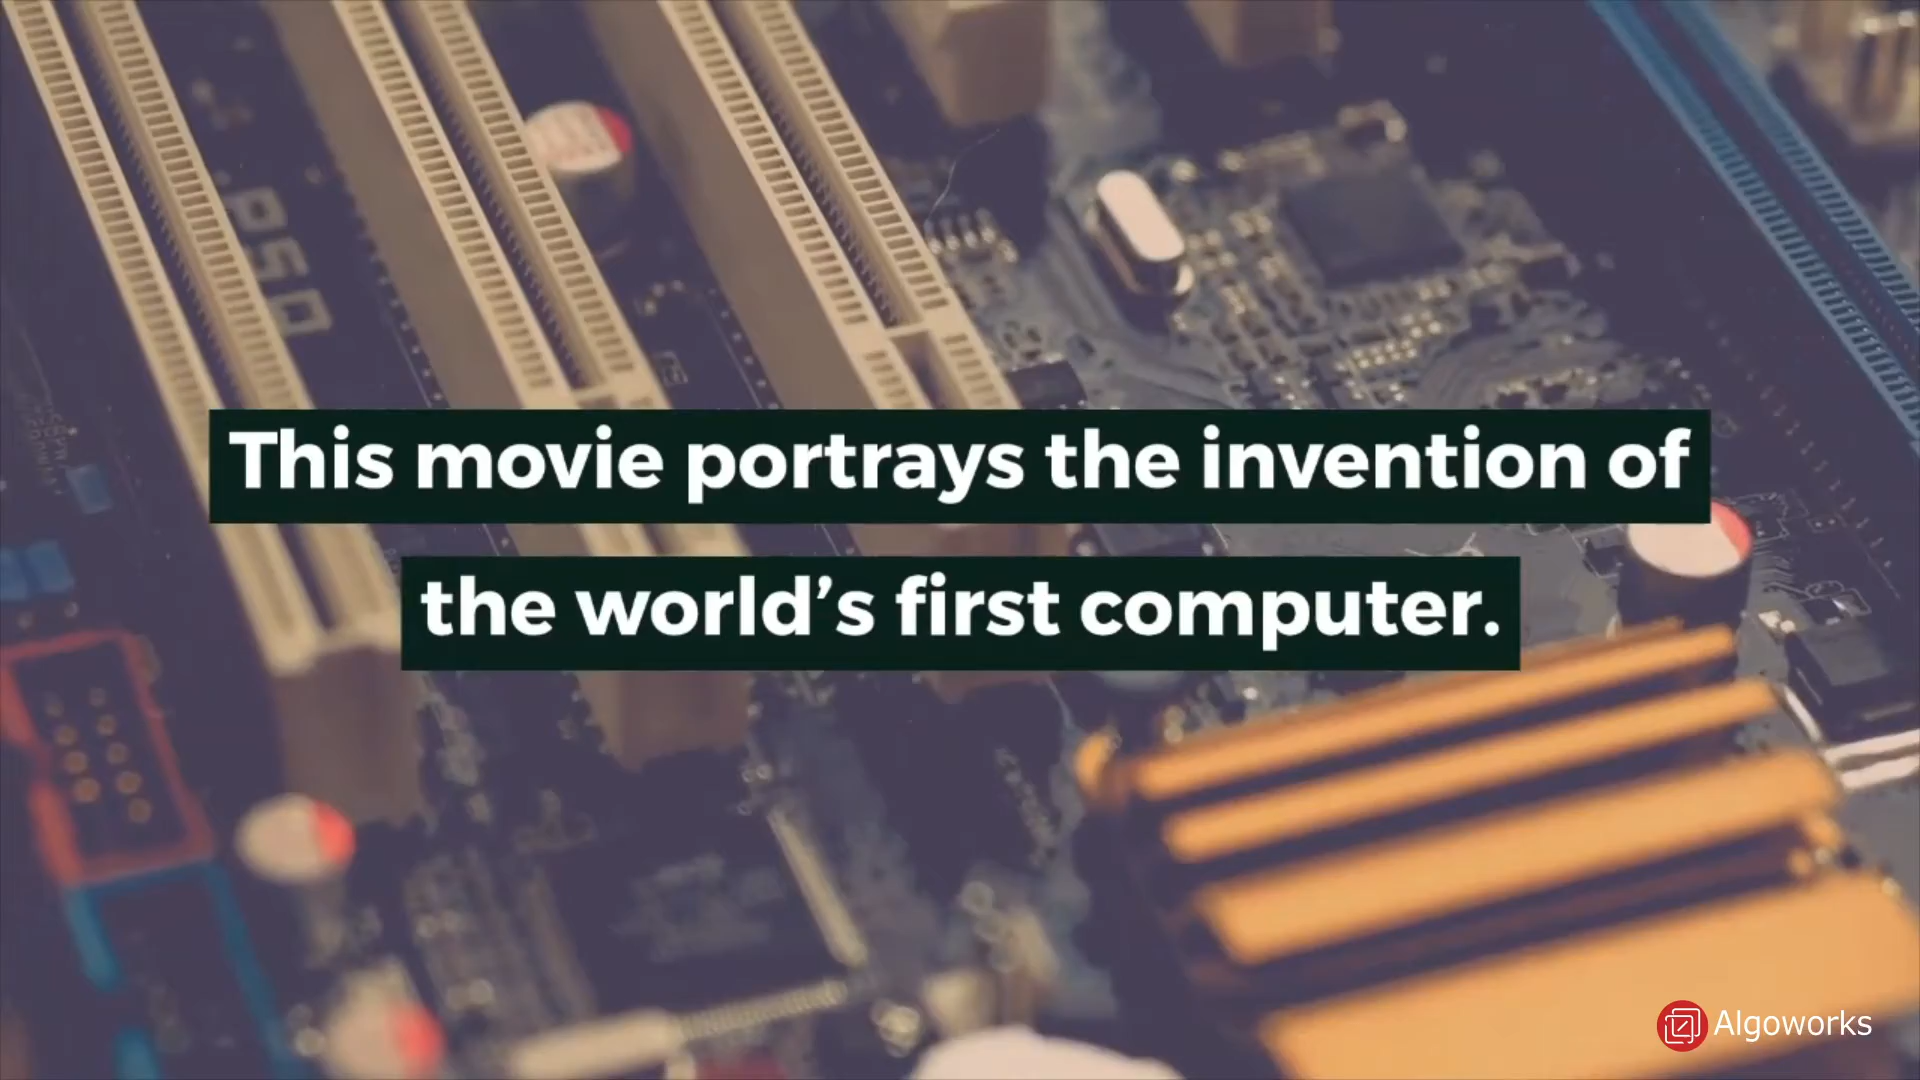 This movie portrays the invention of
the world's first computer.
Algoworks